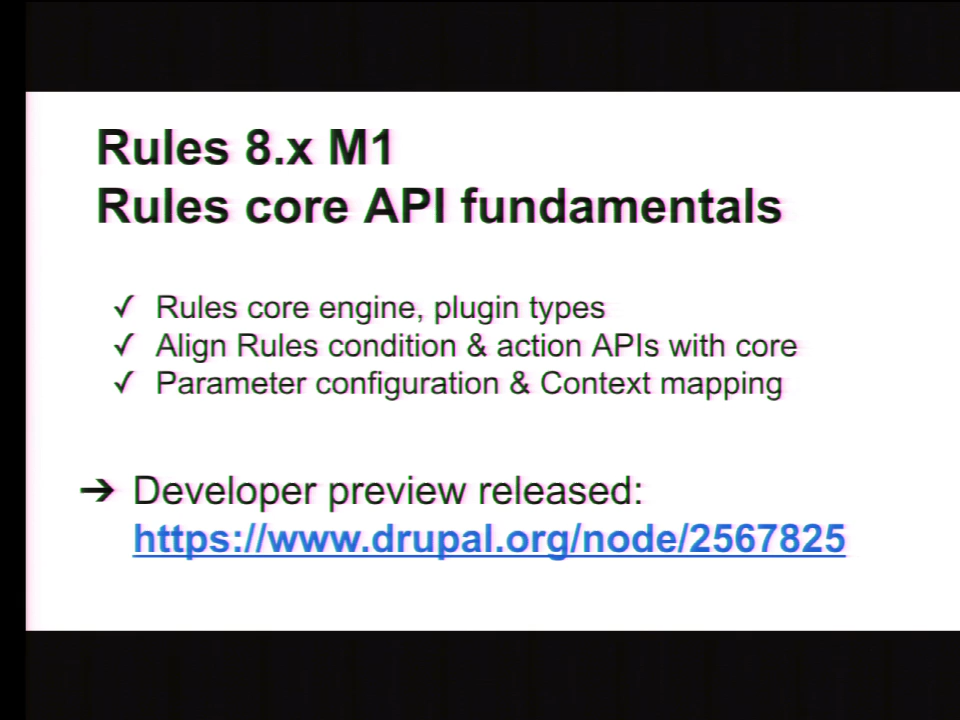 Rules 8.x M1
Rules core API fundamentals
✓ Rules core engine, plugin types
✓ Align Rules condition & action APIs with core
✓ Parameter configuration & Context mapping
➔ Developer preview released:
https://www.drupal.org/node/2567825